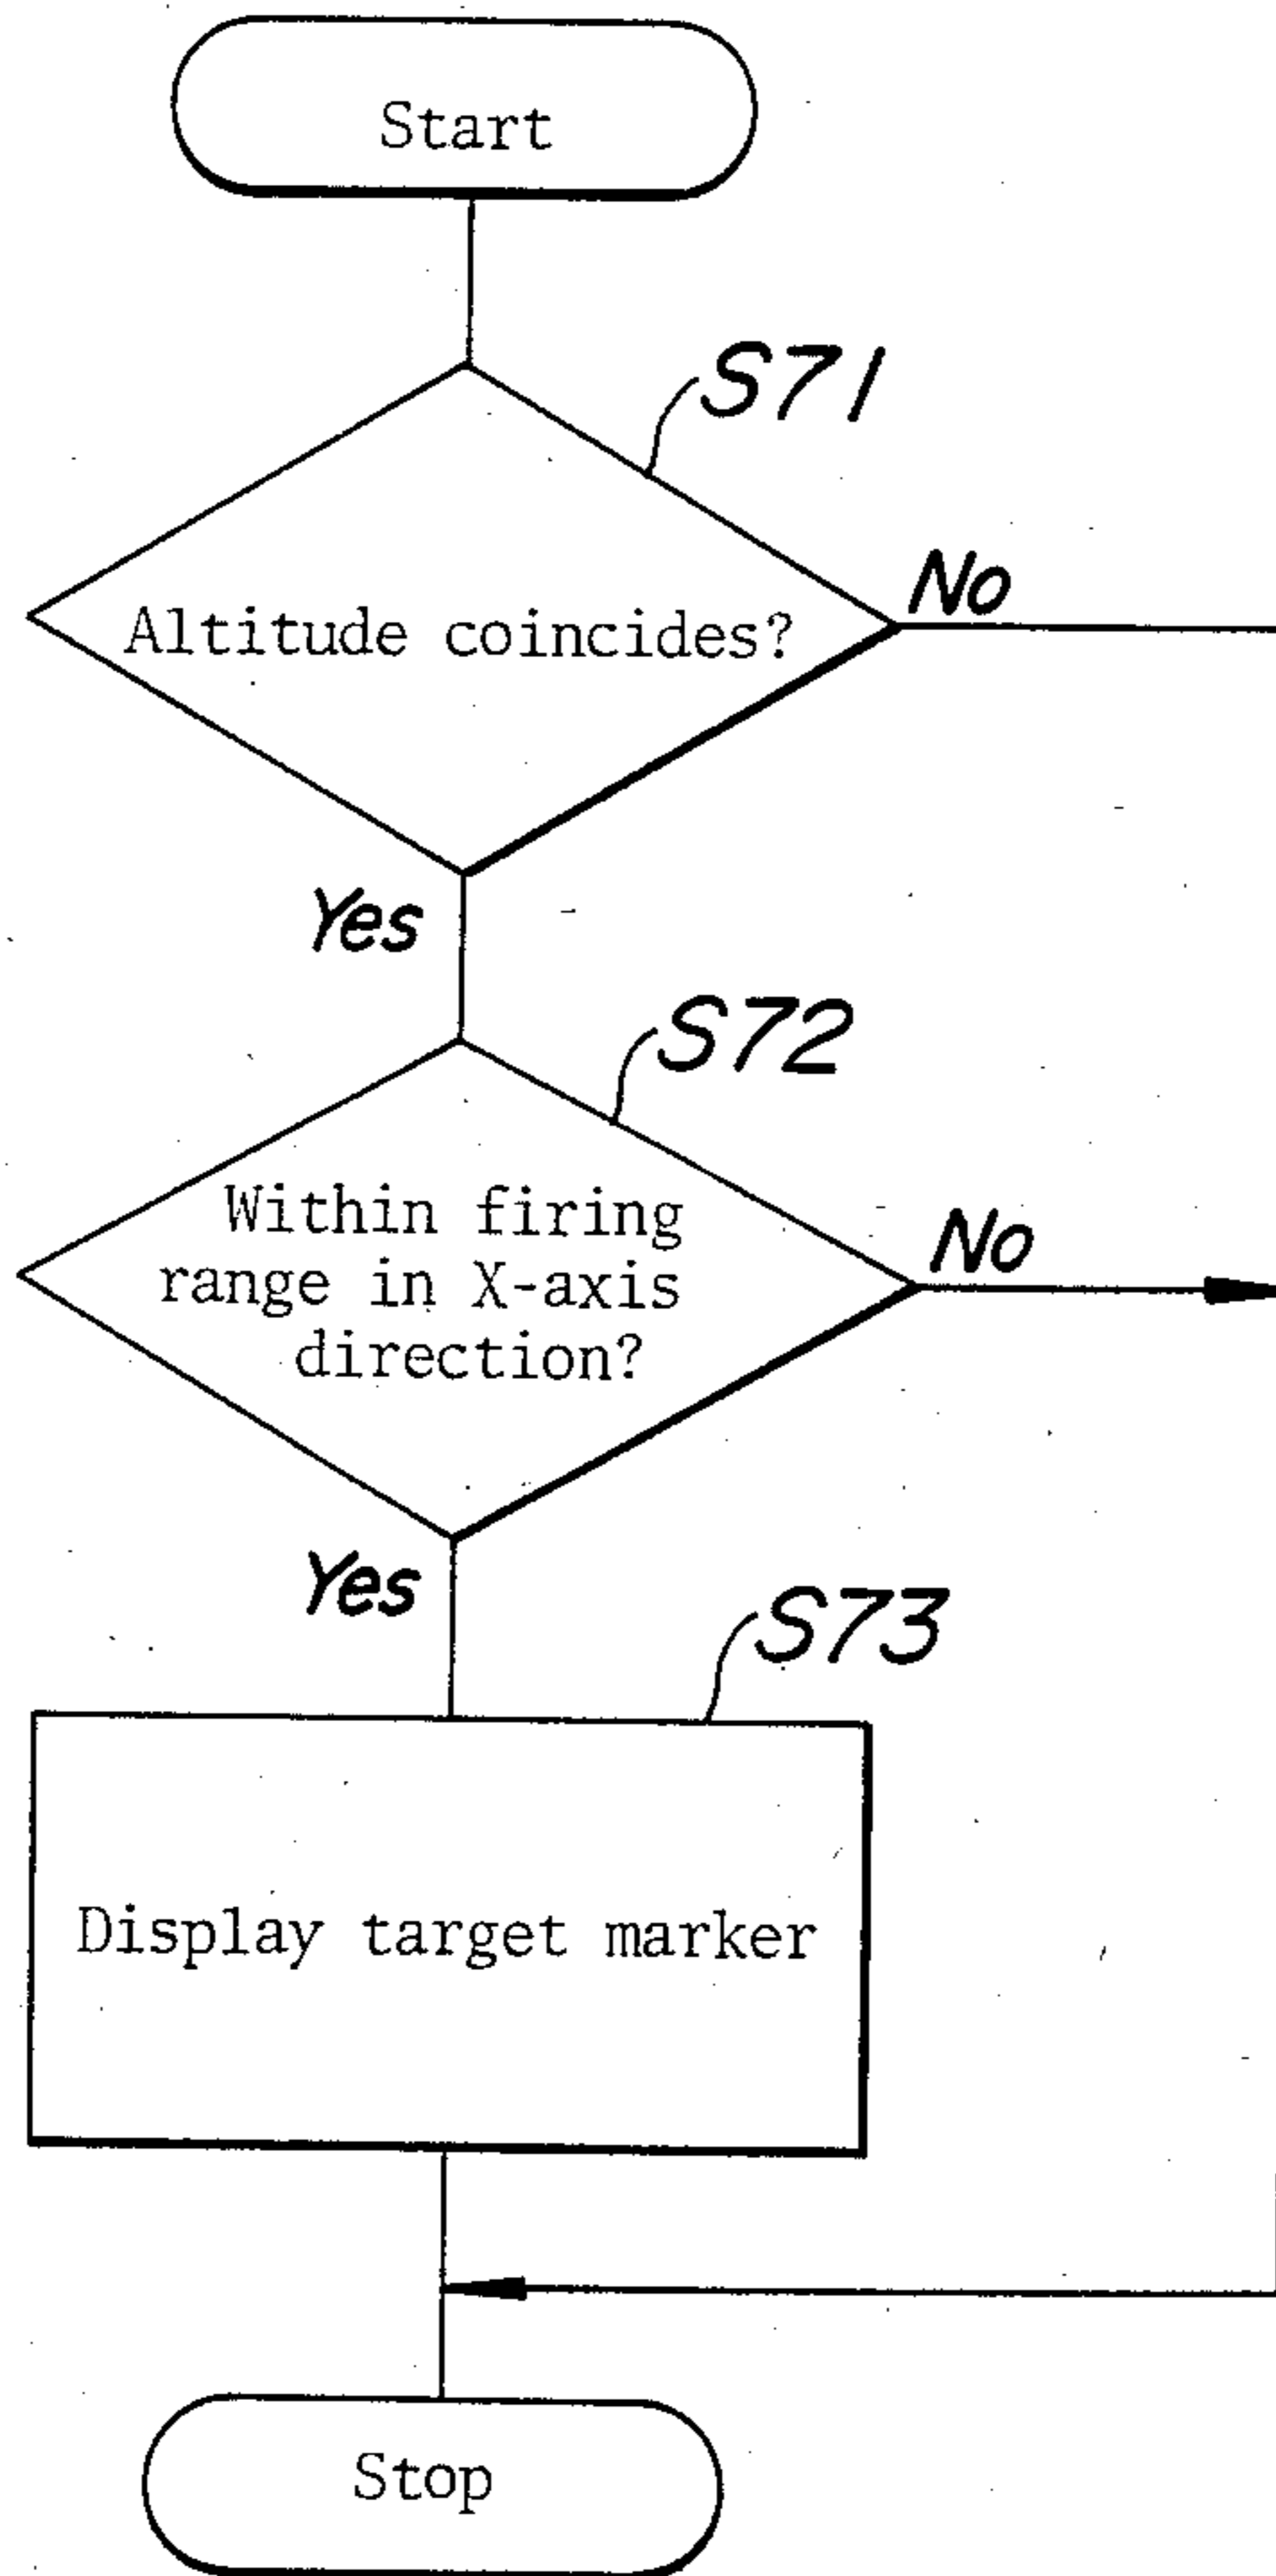 Start
S71
Altitude coincides?
No
Yes
S72
Within firing
range in X-axis
direction?
No
Yes
S73
Display target marker
Stop